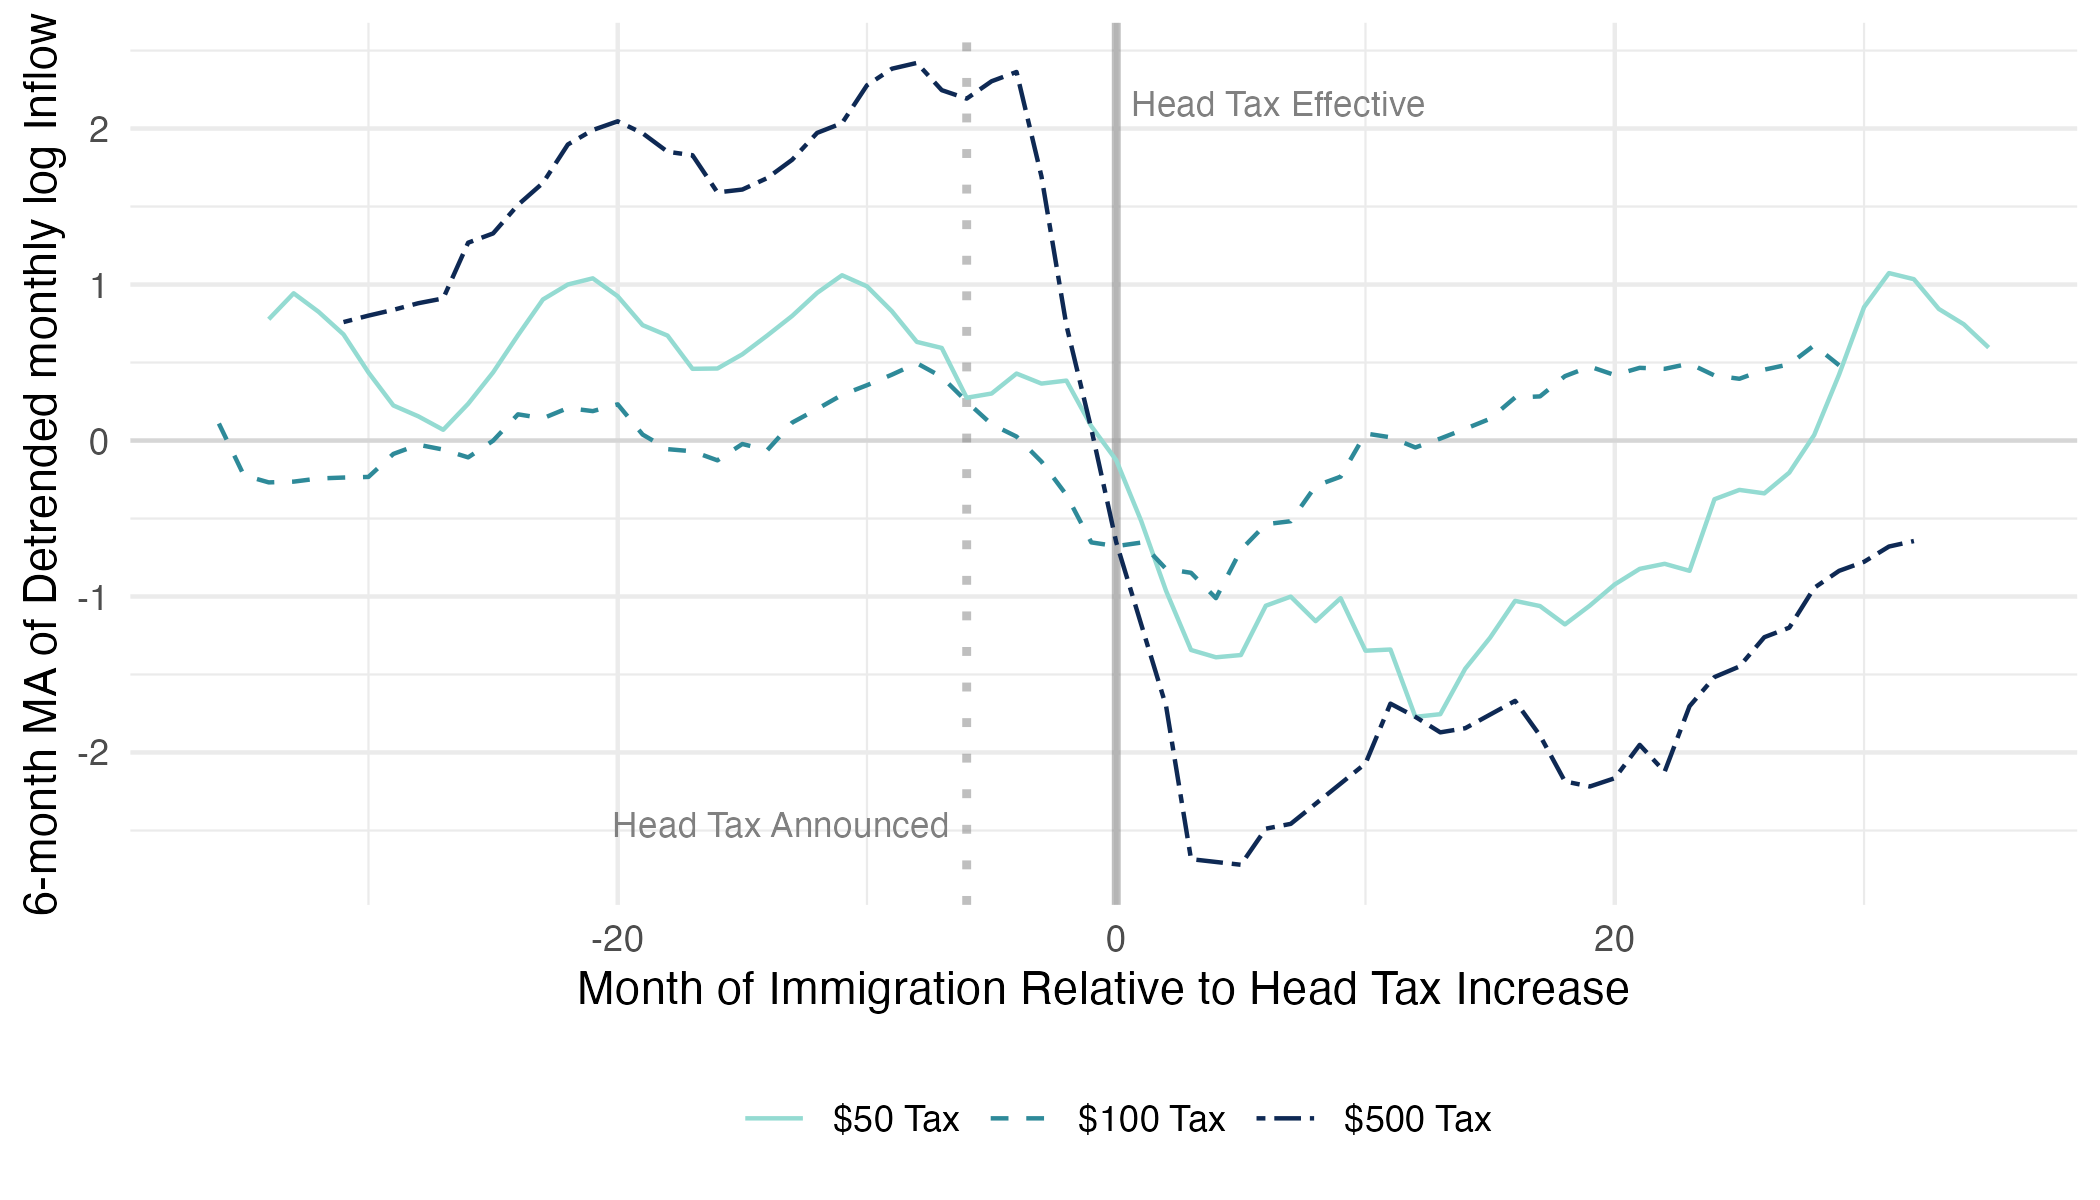 6-month MA of Detrended monthly log Inflow
2
1
0
-1
-2
Head Tax Effective
Head Tax Announced
-20 0 20
Month of Immigration Relative to Head Tax Increase
$50 Tax $100 Tax $500 Tax